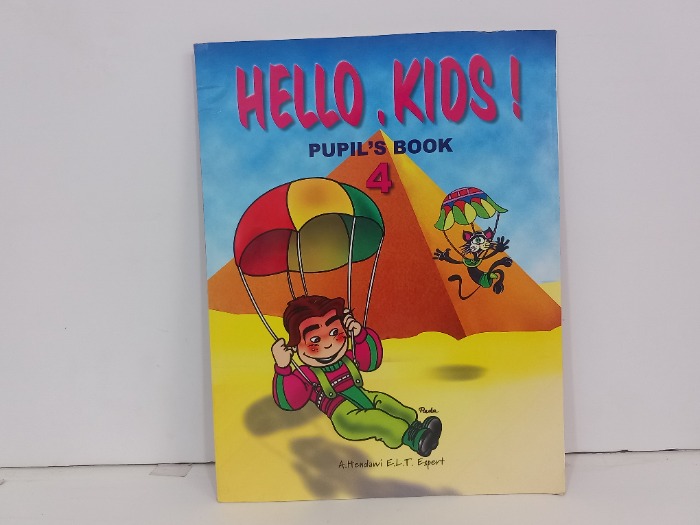 HELLO, KIDS!
PUPIL'S BOOK
4
Rada
A.Hendawi E.L.T. Expert